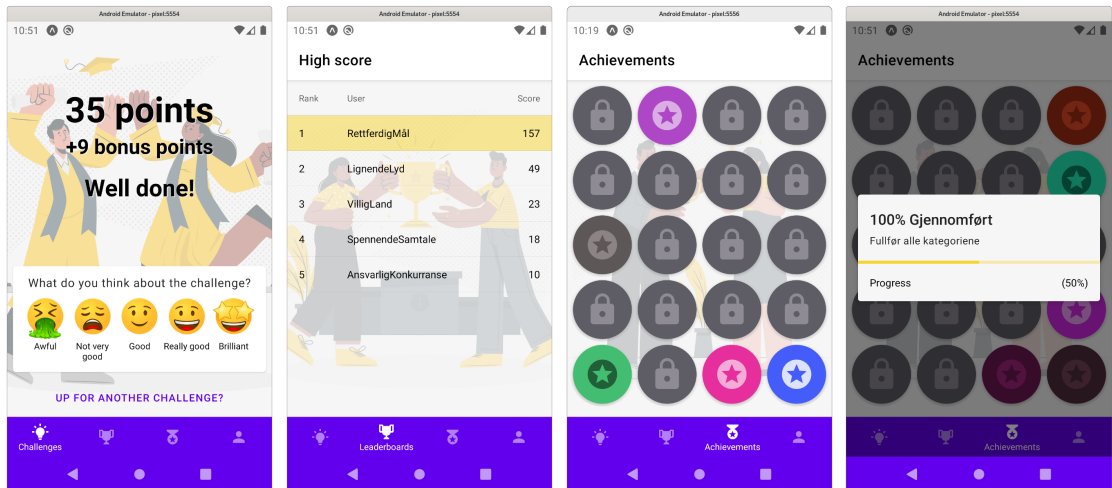 Android Emulator - pixel:5554
10:51
35 points
+9 bonus points
Well done!
What do you think about the challenge?
Awful
Not very good
Good
Really good
Brilliant
UP FOR ANOTHER CHALLENGE?
Challenges
Android Emulator - pixel:5554
10:51
High score
Rank User Score
1 RettferdigMål 157
2 LignendeLyd 49
3 VilligLand 23
4 SpennendeSamtale 18
5 AnsvarligKonkurranse 10
Leaderboards
Android Emulator - pixel:5556
10:19
Achievements
Achievements
Android Emulator - pixel:5554
10:51
Achievements
100% Gjennomført
Fullfør alle kategoriene
Progress (50%)
Achievements